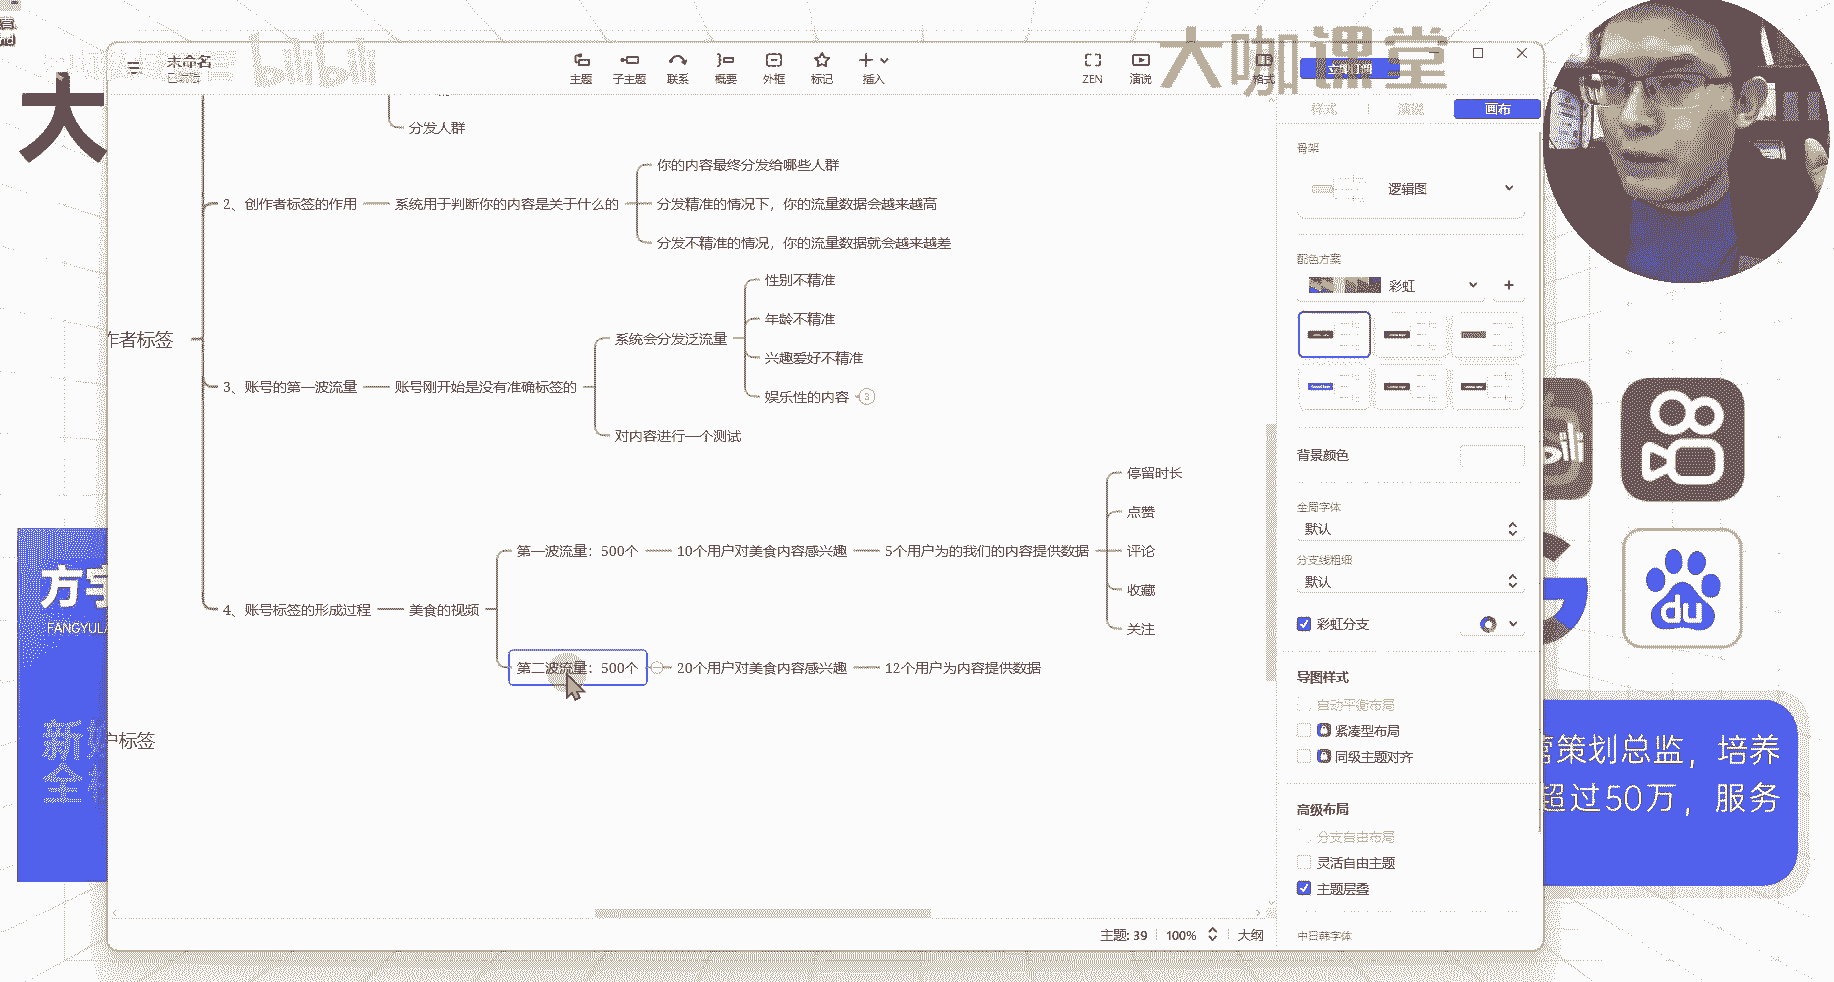 未命名
主题
子主题
联系
概要
外框
标记
插入
ZEN
演说
格式
bilibili
大咖课堂
大
分发人群
你的内容最终分发给哪些人群
2、创作者标签的作用
系统用于判断你的内容是关于什么的
分发精准的情况下，你的流量数据会越来越高
分发不精准的情况，你的流量数据就会越来越差
性别不精准
年龄不精准
系统会分发泛流量
兴趣爱好不精准
作者标签
3、账号的第一波流量
账号刚开始是没有准确标签的
娱乐性的内容
3
对内容进行一个测试
停留时长
点赞
第一波流量：500个
10个用户对美食内容感兴趣
5个用户为的我们的内容提供数据
评论
收藏
4、账号标签的形成过程
美食的视频
关注
第二波流量：500个
20个用户对美食内容感兴趣
12个用户为内容提供数据
户标签
主题: 39
100%
大纲
样式
演说
画布
骨架
逻辑图
配色方案
彩虹
背景颜色
全局字体
默认
分支线粗细
默认
彩虹分支
导图样式
自动平衡布局
紧凑型布局
同级主题对齐
高级布局
分支自由布局
灵活自由主题
主题层叠
中日韩字体
方宇
FANGYULA
新
全
bili
du
营策划总监，培养
超过50万，服务